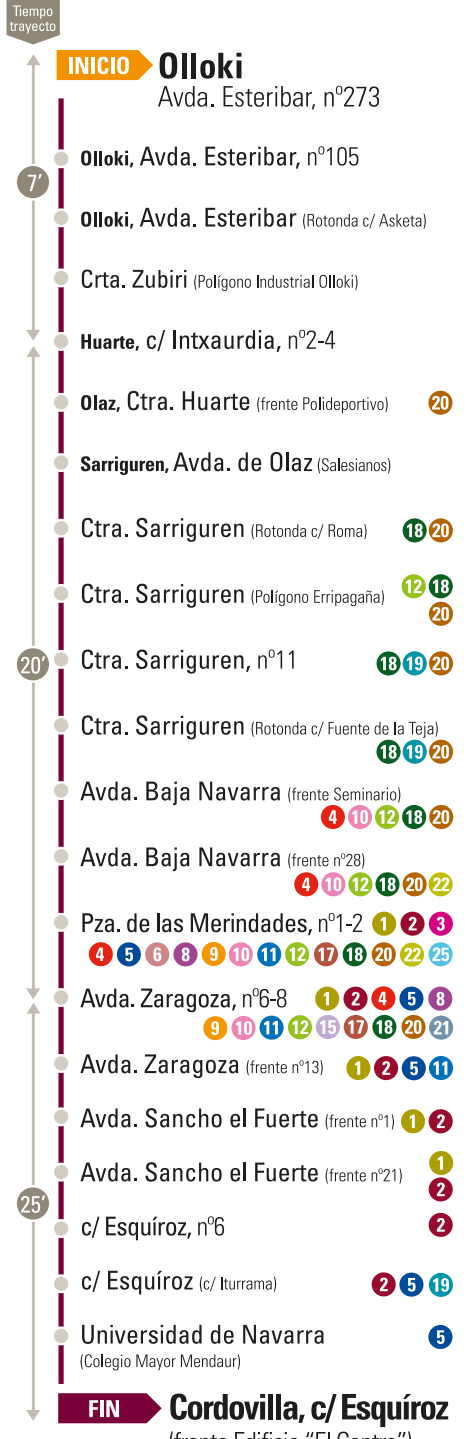 Tiempo
trayecto
INICIO Olloki
Avda. Esteribar, nº273
Olloki, Avda. Esteribar, nº105
7’
Olloki, Avda. Esteribar (Rotonda c/ Asketa)
Crta. Zubiri (Polígono Industrial Olloki)
Huarte, c/ Intxaurdia, nº2-4
Olaz, Ctra. Huarte (frente Polideportivo) 20
Sarriguren, Avda. de Olaz (Salesianos)
Ctra. Sarriguren (Rotonda c/ Roma) 18 20
Ctra. Sarriguren (Polígono Erripagaña) 12 18
20
20’ Ctra. Sarriguren, nº11 18 19 20
Ctra. Sarriguren (Rotonda c/ Fuente de la Teja)
18 19 20
Avda. Baja Navarra (frente Seminario)
4 10 12 18 20
Avda. Baja Navarra (frente nº28)
4 10 12 18 20 22
Pza. de las Merindades, nº1-2 1 2 3
4 5 6 8 9 10 11 12 17 18 20 22 25
Avda. Zaragoza, nº6-8 1 2 4 5 8
9 10 11 12 15 17 18 20 21
Avda. Zaragoza (frente nº13) 1 2 5 11
Avda. Sancho el Fuerte (frente nº1) 1 2
Avda. Sancho el Fuerte (frente nº21) 1
2
25’
c/ Esquíroz, nº6 2
c/ Esquíroz (c/ Iturrama) 2 5 19
Universidad de Navarra 5
(Colegio Mayor Mendaur)
FIN Cordovilla, c/ Esquíroz
(frente Edificio "El Centro")